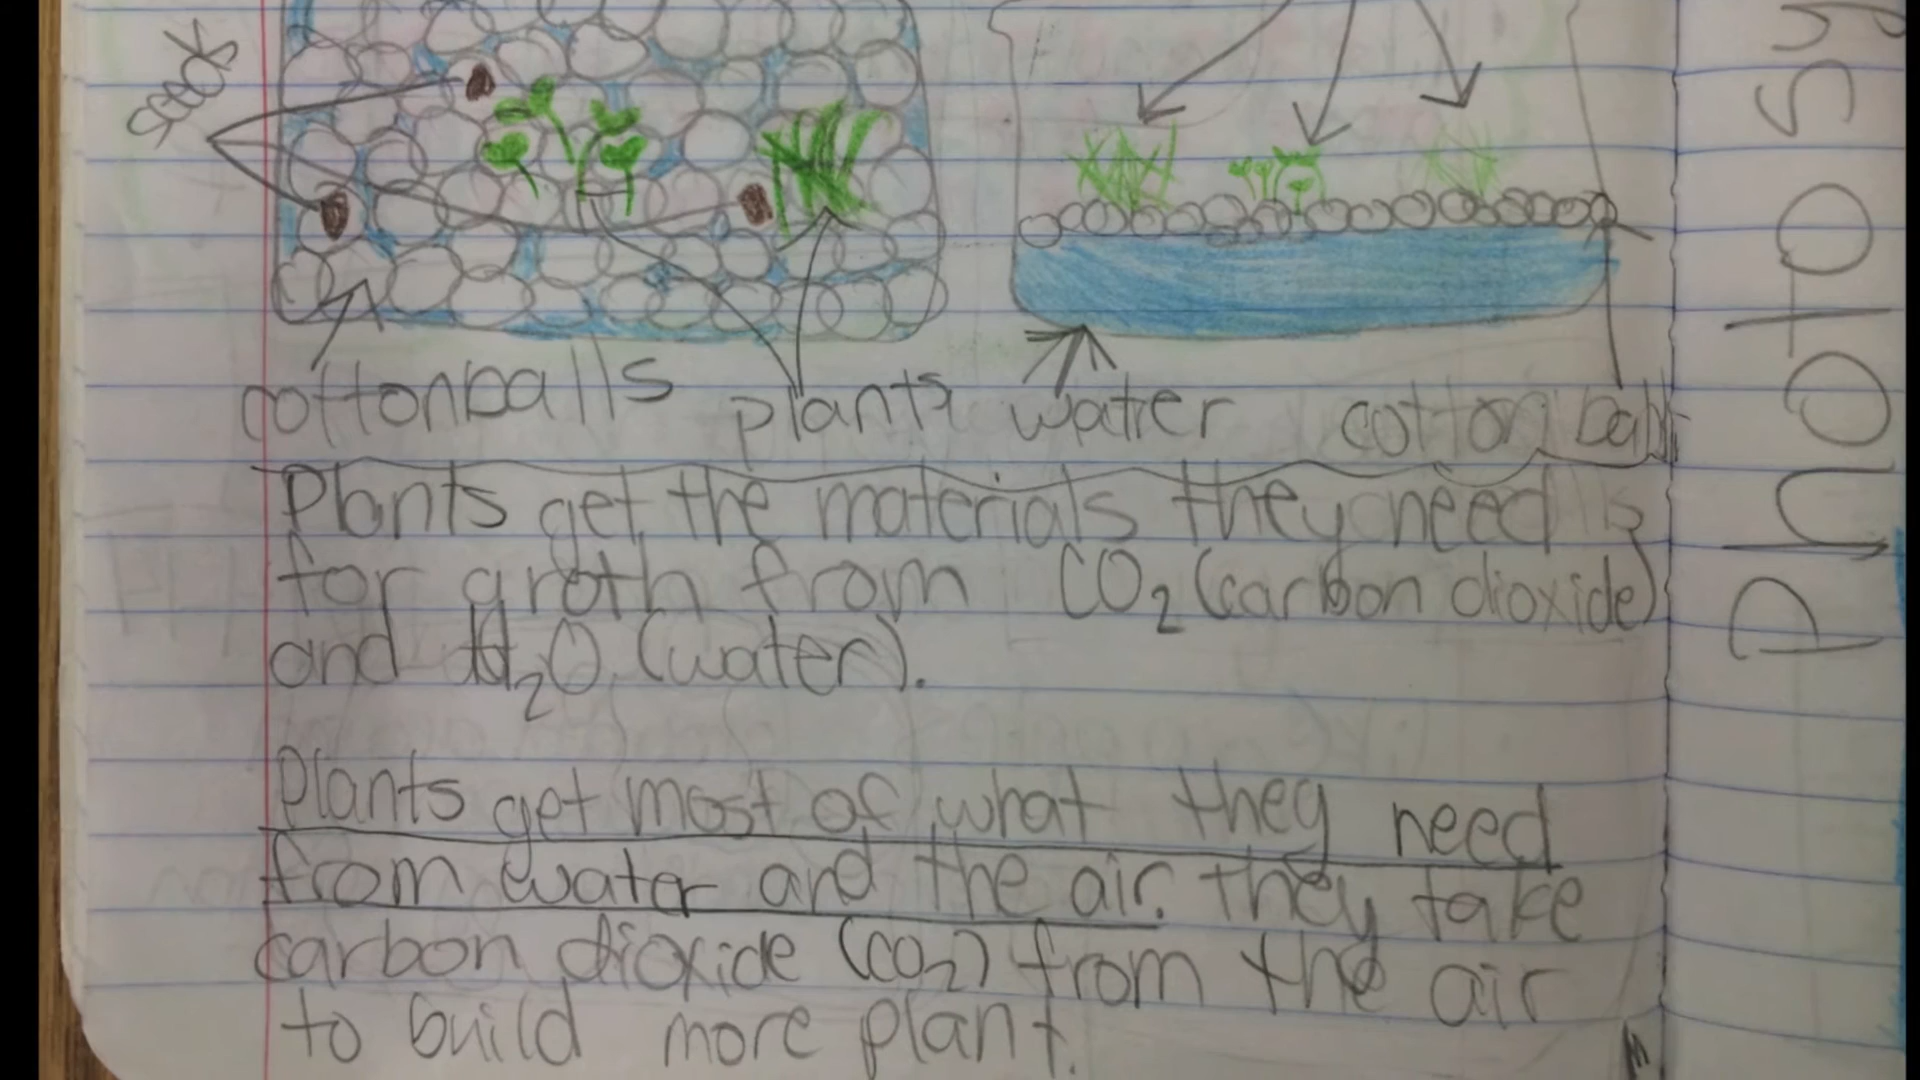 seeds
cottonballs plants water cotton balls
Plants get the materials they need
for groth from CO₂ (carbon dioxide)
and H₂O (water).
Plants get most of what they need
from water and the air. They take
carbon dioxide (CO₂) from the air
to build more plant.
Photosy